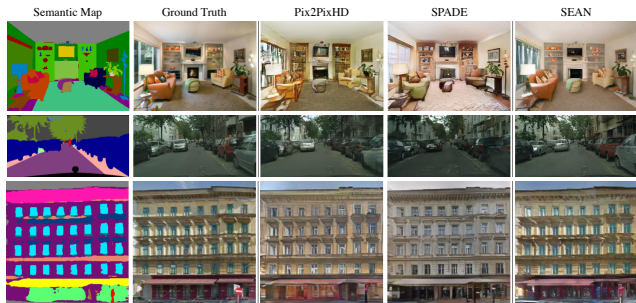 Semantic Map
Ground Truth
Pix2PixHD
SPADE
SEAN